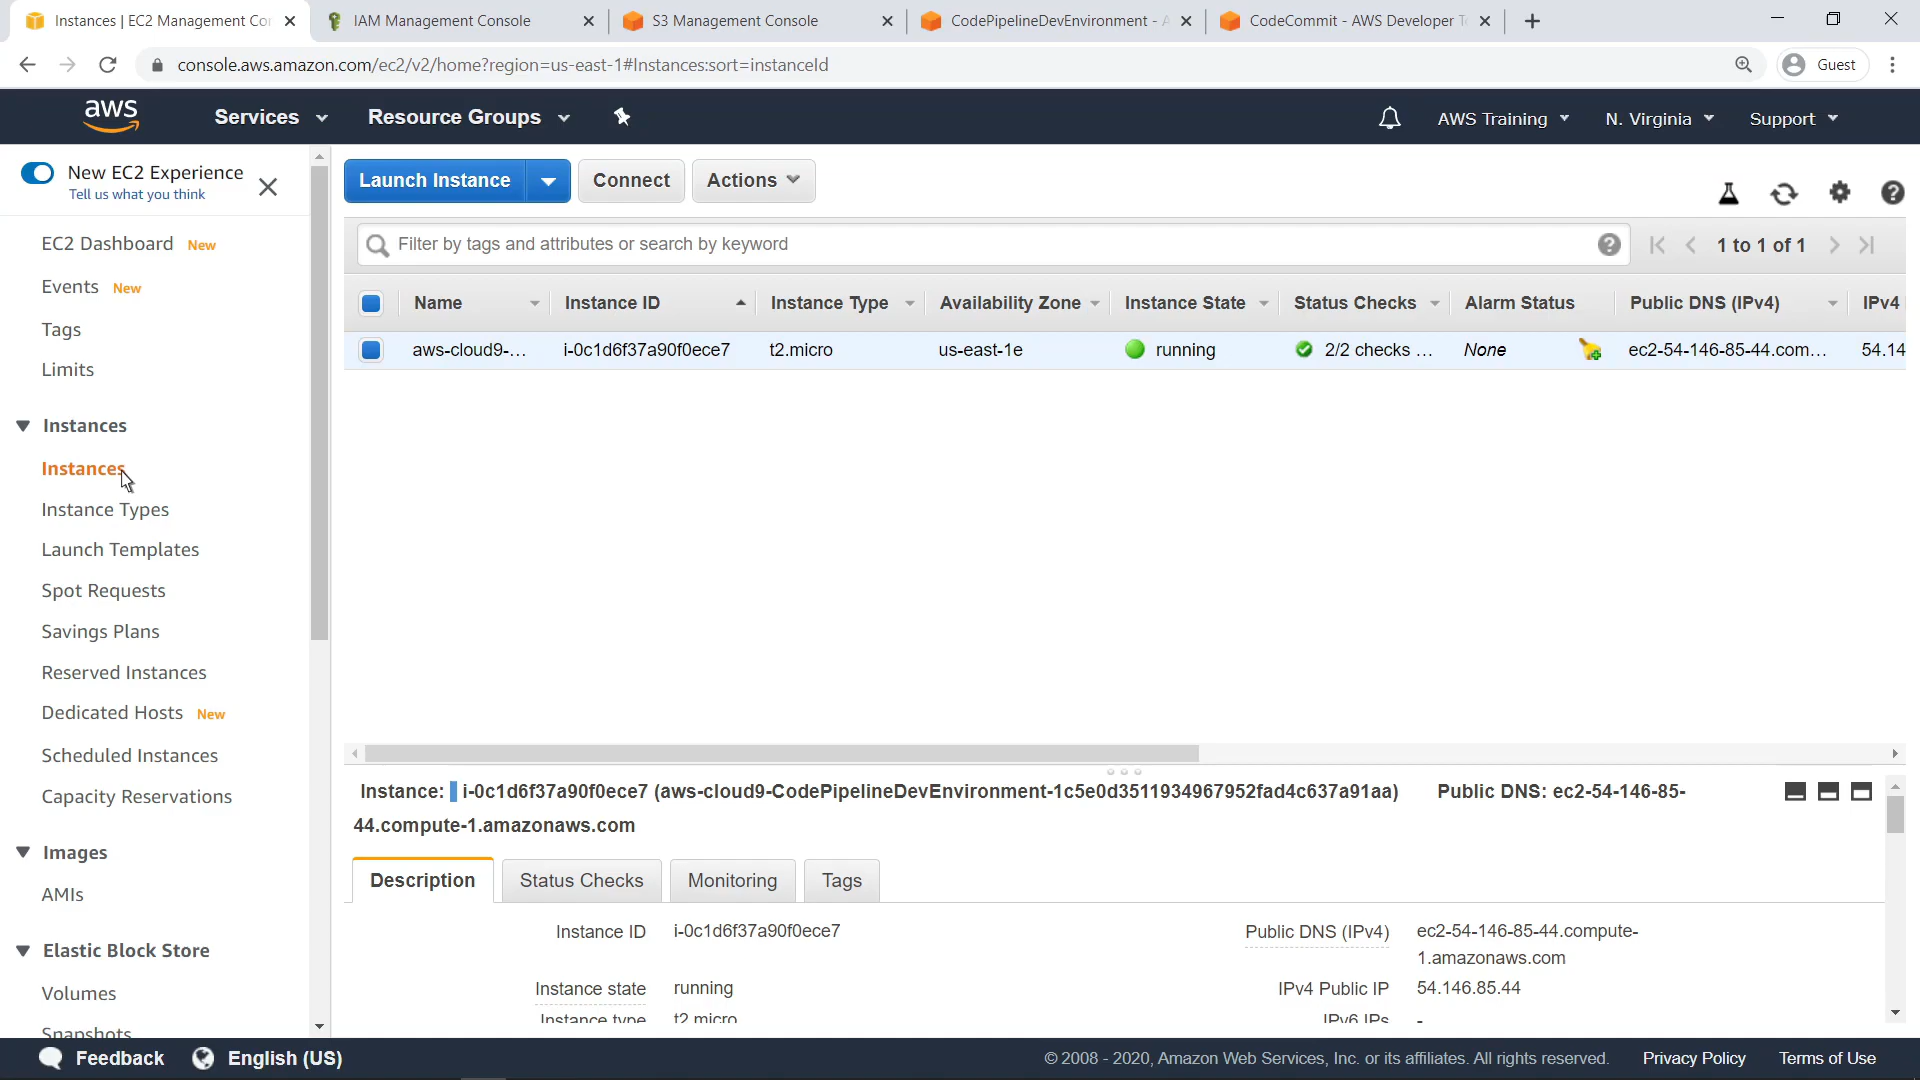 Instances | EC2 Management Co
IAM Management Console
S3 Management Console
CodePipelineDevEnvironment -
CodeCommit - AWS Developer
console.aws.amazon.com/ec2/v2/home?region=us-east-1#Instances:sort=instanceId
Guest
aws
Services
Resource Groups
AWS Training
N. Virginia
Support
New EC2 Experience
Tell us what you think
EC2 Dashboard New
Events New
Tags
Limits
Instances
Instances
Instance Types
Launch Templates
Spot Requests
Savings Plans
Reserved Instances
Dedicated Hosts New
Scheduled Instances
Capacity Reservations
Images
AMIs
Elastic Block Store
Volumes
Snapshots
Launch Instance
Connect
Actions
Filter by tags and attributes or search by keyword
1 to 1 of 1
Name Instance ID Instance Type Availability Zone Instance State Status Checks Alarm Status Public DNS (IPv4) IPv4
aws-cloud9-... i-0c1d6f37a90f0ece7 t2.micro us-east-1e running 2/2 checks ... None ec2-54-146-85-44.com... 54.14
Instance: i-0c1d6f37a90f0ece7 (aws-cloud9-CodePipelineDevEnvironment-1c5e0d3511934967952fad4c637a91aa) Public DNS: ec2-54-146-85-
44.compute-1.amazonaws.com
Description
Status Checks
Monitoring
Tags
Instance ID i-0c1d6f37a90f0ece7
Public DNS (IPv4) ec2-54-146-85-44.compute-
1.amazonaws.com
Instance state running
IPv4 Public IP 54.146.85.44
Instance type t2.micro
IPv6 IPs -
Feedback
English (US)
© 2008 - 2020, Amazon Web Services, Inc. or its affiliates. All rights reserved.
Privacy Policy
Terms of Use